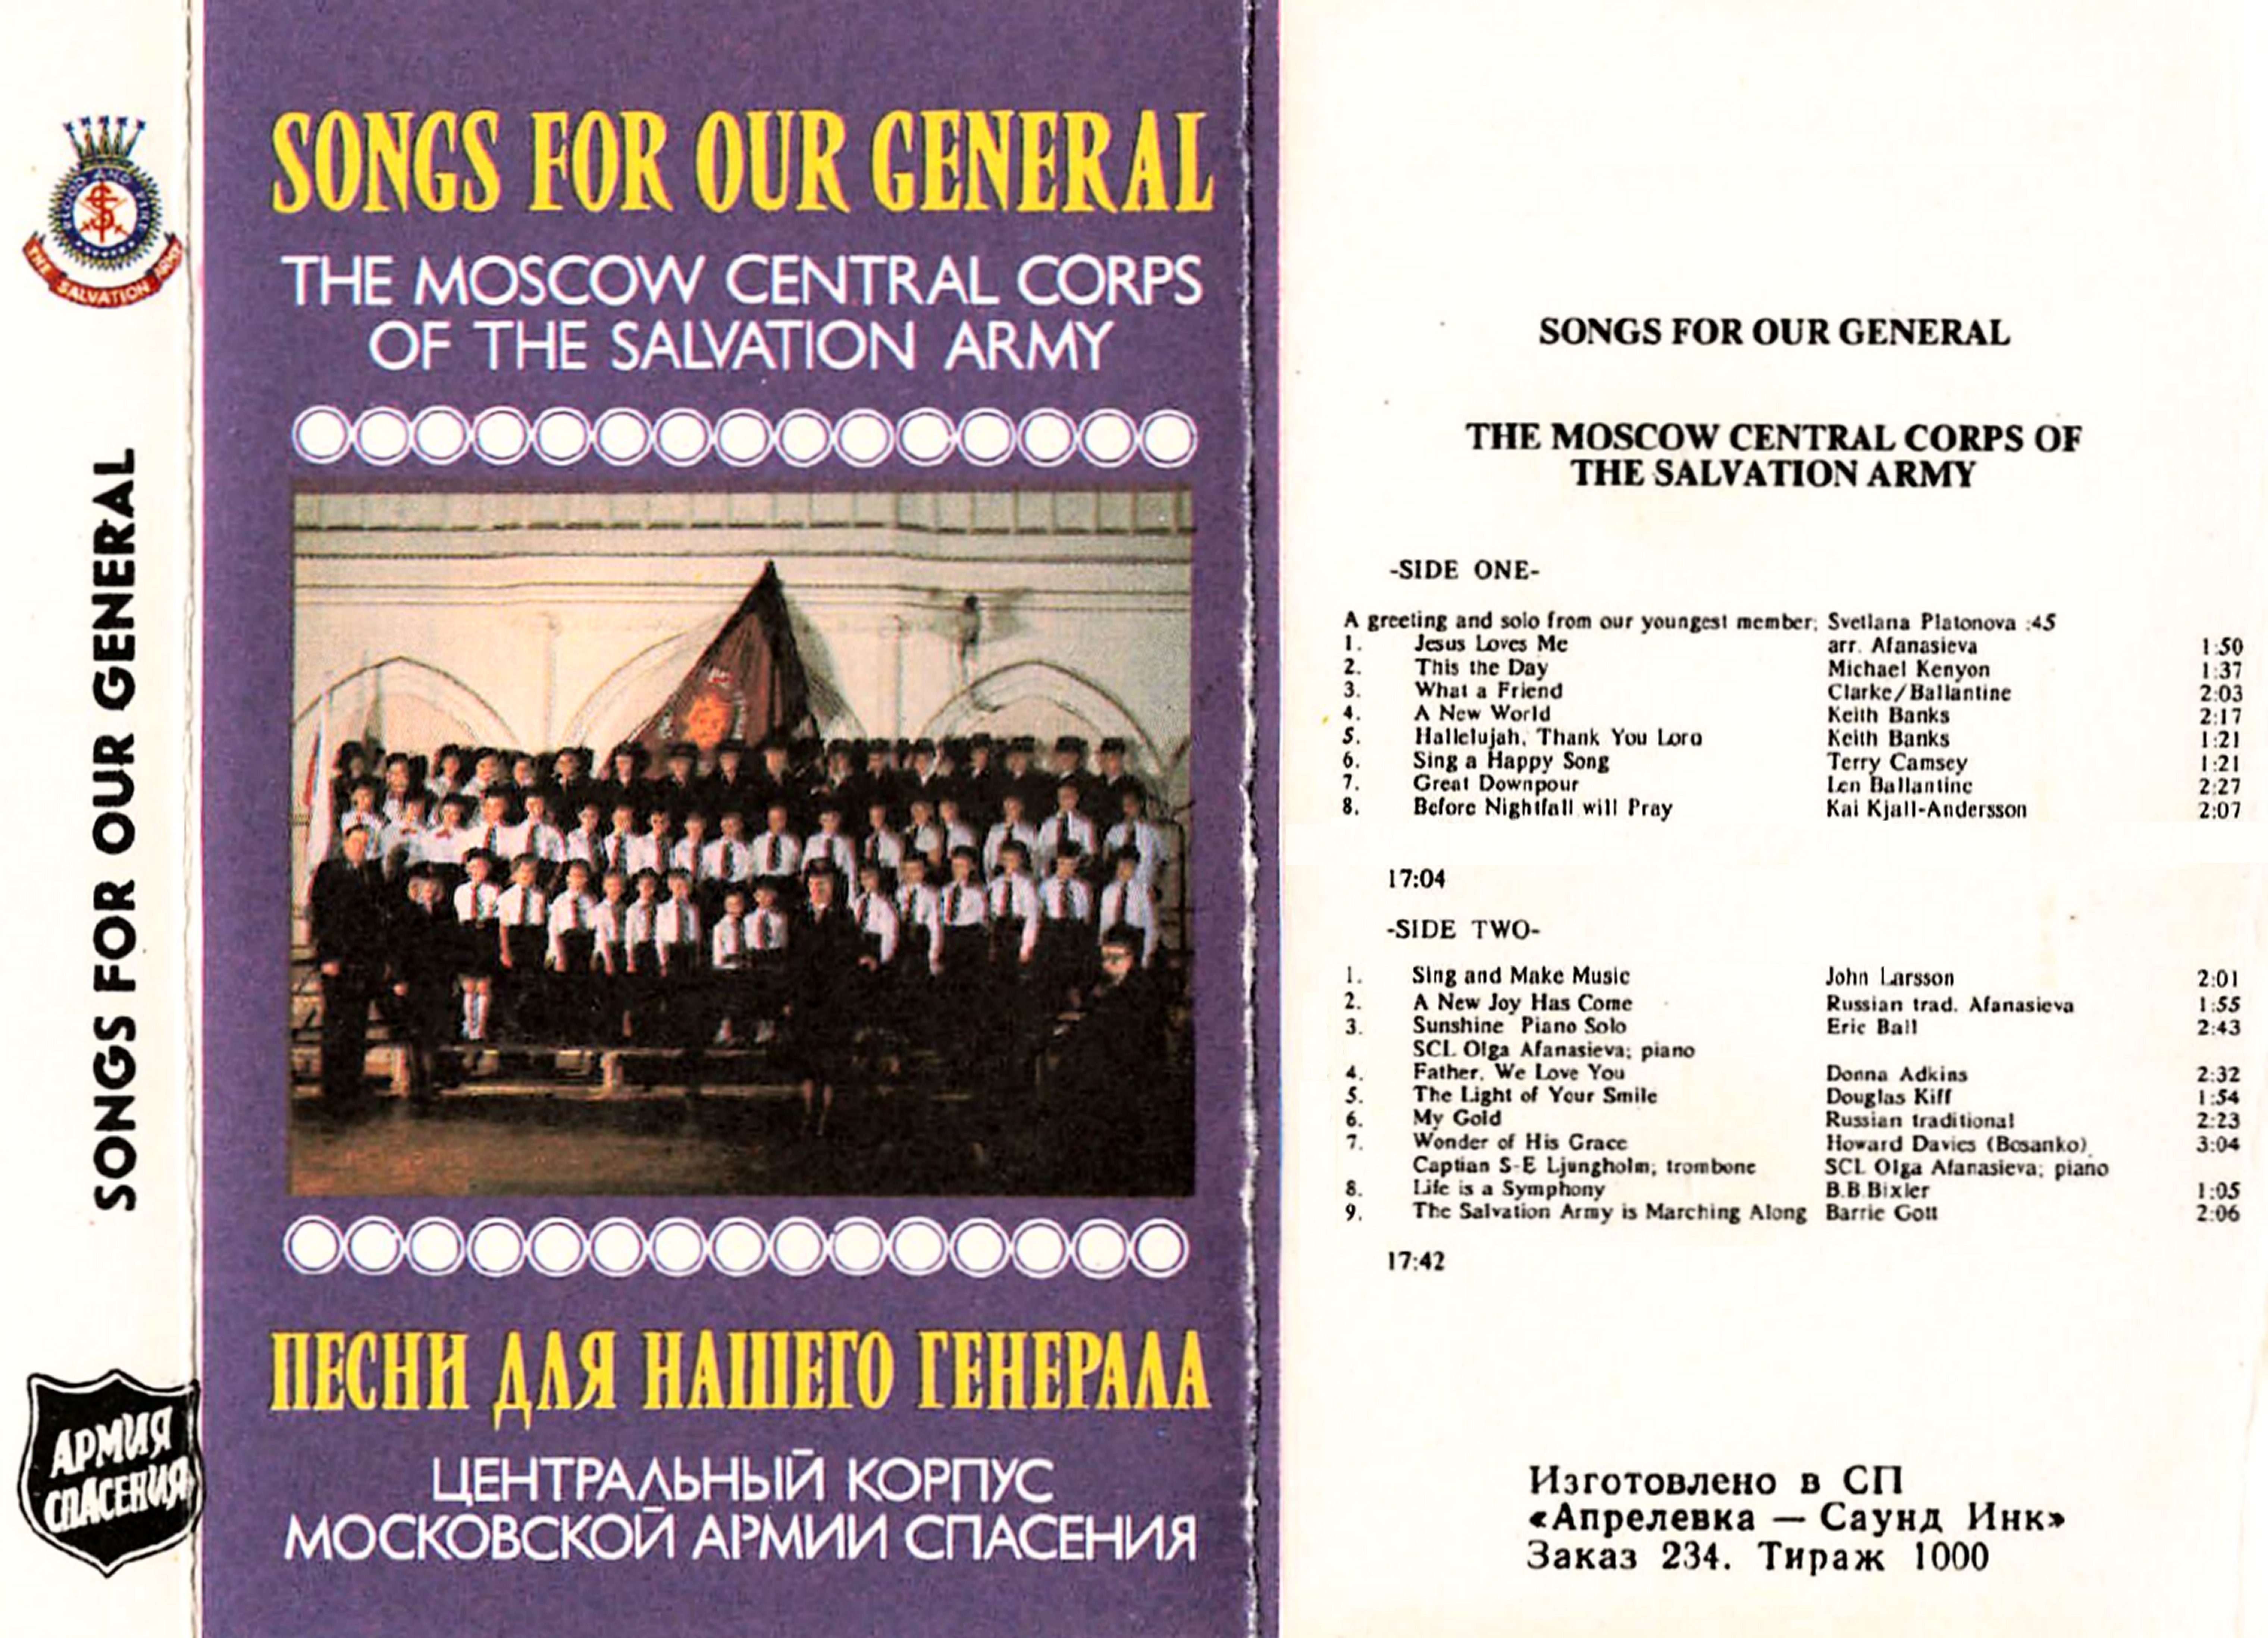 BLOOD AND FIRE
THE SALVATION ARMY
SONGS FOR OUR GENERAL
АРМИЯ
СПАСЕНИЯ
SONGS FOR OUR GENERAL
THE MOSCOW CENTRAL CORPS
OF THE SALVATION ARMY
ПЕСНИ ДЛЯ НАШЕГО ГЕНЕРАЛА
ЦЕНТРАЛЬНЫЙ КОРПУС
МОСКОВСКОЙ АРМИИ СПАСЕНИЯ
SONGS FOR OUR GENERAL
THE MOSCOW CENTRAL CORPS OF
THE SALVATION ARMY
-SIDE ONE-
A greeting and solo from our youngest member; Svetlana Platonova :45
1. Jesus Loves Me arr. Afanasieva 1:50
2. This the Day Michael Kenyon 1:37
3. What a Friend Clarke/Ballantine 2:03
4. A New World Keith Banks 2:17
5. Hallelujah, Thank You Lord Keith Banks 1:21
6. Sing a Happy Song Terry Camsey 1:21
7. Great Downpour Len Ballantine 2:27
8. Before Nightfall will Pray Kai Kjall-Andersson 2:07
17:04
-SIDE TWO-
1. Sing and Make Music John Larsson 2:01
2. A New Joy Has Come Russian trad. Afanasieva 1:55
3. Sunshine Piano Solo Eric Ball 2:43
SCL Olga Afanasieva; piano
4. Father, We Love You Donna Adkins 2:32
5. The Light of Your Smile Douglas Kiff 1:54
6. My Gold Russian traditional 2:23
7. Wonder of His Grace Howard Davies (Bosanko) 3:04
Captian S-E Ljungholm; trombone SCL Olga Afanasieva; piano
8. Life is a Symphony B.B.Bixler 1:05
9. The Salvation Army is Marching Along Barrie Gott 2:06
17:42
Изготовлено в СП
«Апрелевка — Саунд Инк»
Заказ 234. Тираж 1000